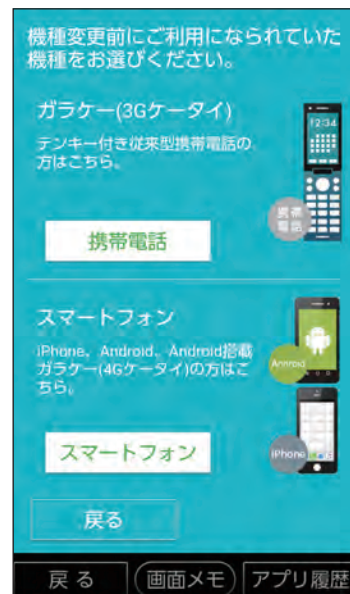 機種変更前にご利用になられていた
機種をお選びください。
ガラケー(3Gケータイ)
テンキー付き従来型携帯電話の
方はこちら。
12:34
携帯
電話
携帯電話
スマートフォン
iPhone、Android、Android搭載
ガラケー(4Gケータイ)の方はこ
ちら。
Android
iPhone
スマートフォン
戻る
戻る
画面メモ
アプリ履歴